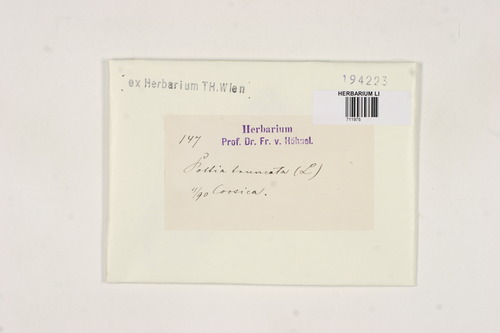 ex Herbarium TH.Wien
194223
HERBARIUM LI
147
Herbarium
Prof. Dr. Fr. v. Höhnel.
Pottia truncata (L)
Corsica.